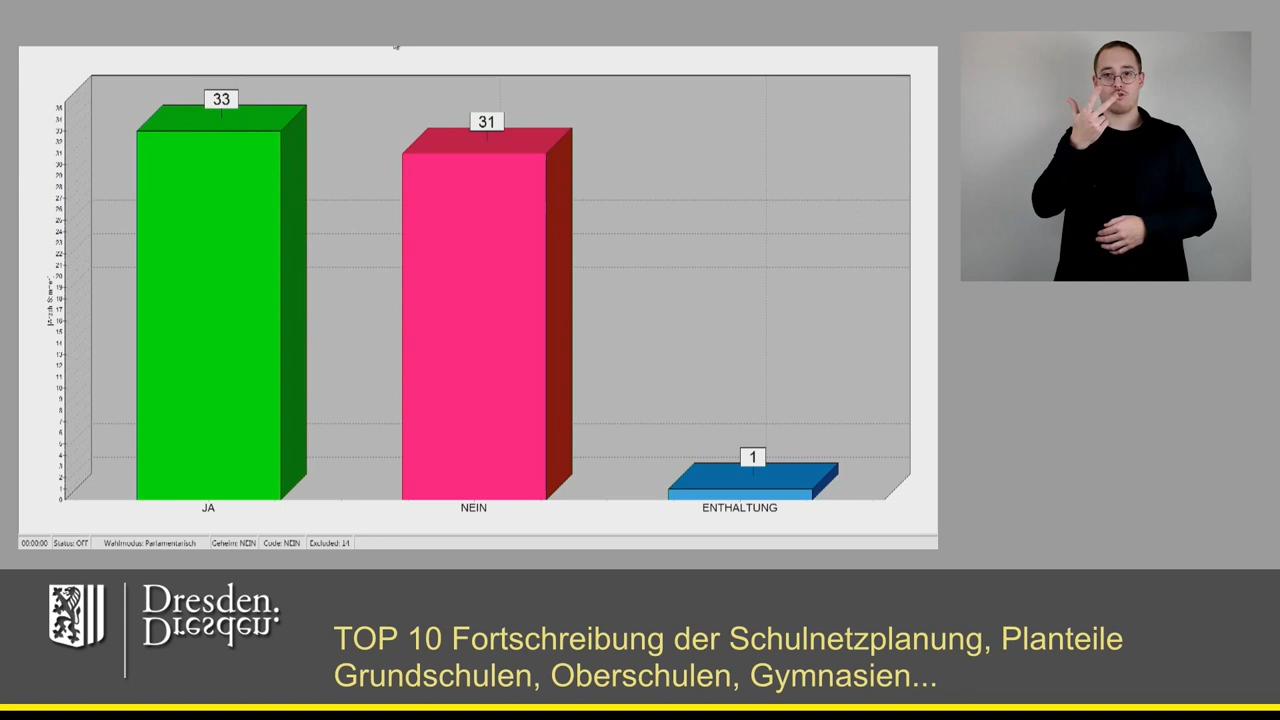 33
31
1
JA
NEIN
ENTHALTUNG
00:00:00 Status: OFF Wahlmodus: Parlamentarisch Geheim: NEIN Code: NEIN Excluded: 14
Dresden.
Dresden.
TOP 10 Fortschreibung der Schulnetzplanung, Planteile
Grundschulen, Oberschulen, Gymnasien...